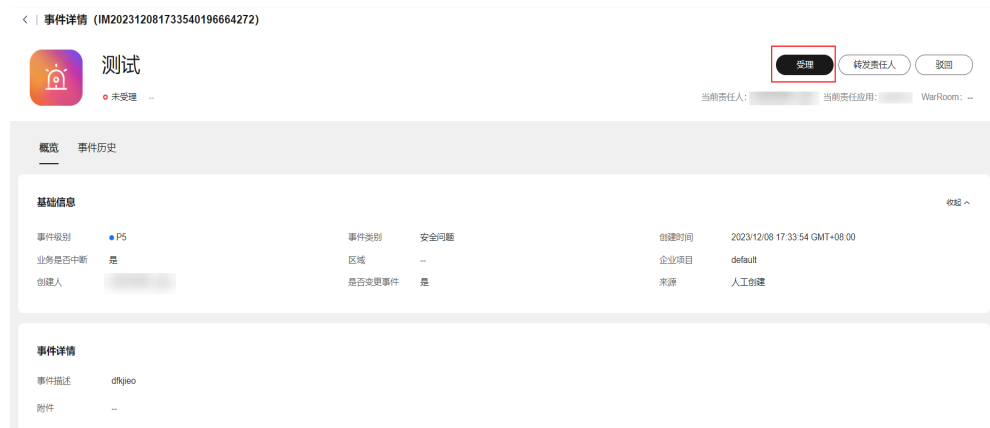 < | 事件详情（IM202312081733540196664272）
测试
受理 转发责任人 驳回
未受理 --
当前责任人： 当前责任应用： WarRoom： --
概览 事件历史
基础信息 收起
事件级别 P5 事件类别 安全问题 创建时间 2023/12/08 17:33:54 GMT+08:00
业务是否中断 是 区域 -- 企业项目 default
创建人 是否变更事件 是 来源 人工创建
事件详情
事件描述 dfkjieo
附件 --